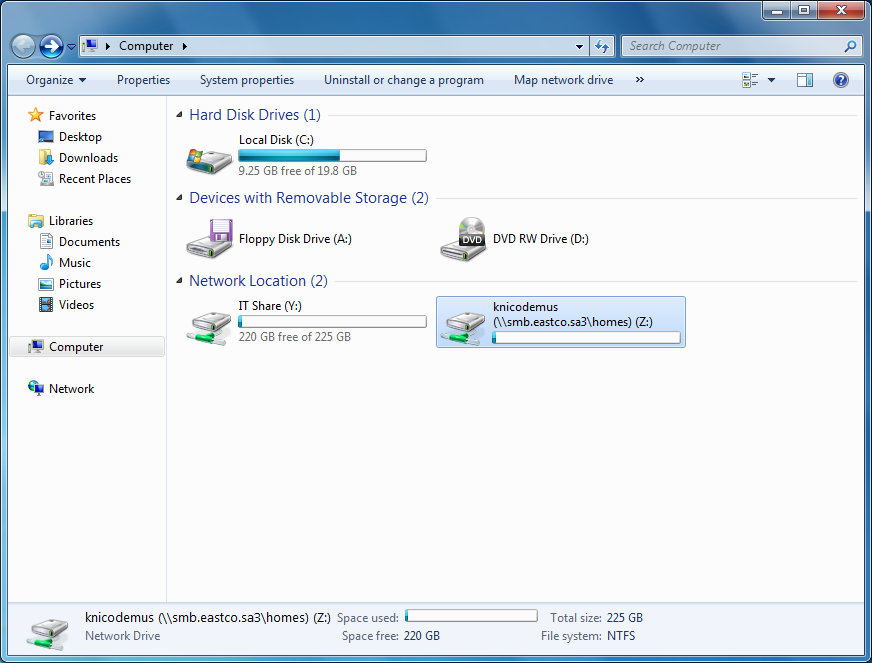 Computer
Search Computer
Organize
Properties
System properties
Uninstall or change a program
Map network drive
»
Favorites
Desktop
Downloads
Recent Places
Libraries
Documents
Music
Pictures
Videos
Computer
Network
Hard Disk Drives (1)
Local Disk (C:)
9.25 GB free of 19.8 GB
Devices with Removable Storage (2)
Floppy Disk Drive (A:)
DVD
DVD RW Drive (D:)
Network Location (2)
IT Share (Y:)
220 GB free of 225 GB
knicodemus
(\\smb.eastco.sa3\homes) (Z:)
knicodemus (\\smb.eastco.sa3\homes) (Z:) Space used: Total size: 225 GB
Network Drive Space free: 220 GB File system: NTFS